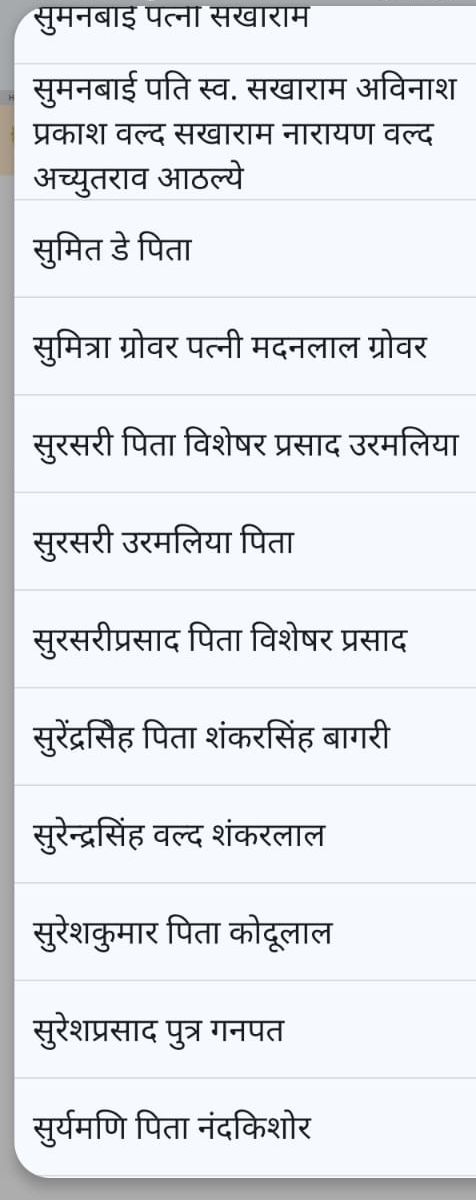 सुमनबाई पत्नी सखाराम
सुमनबाई पति स्व. सखाराम अविनाश
प्रकाश वल्द सखाराम नारायण वल्द
अच्युतराव आठल्ये
सुमित डे पिता
सुमित्रा ग्रोवर पत्नी मदनलाल ग्रोवर
सुरसरी पिता विशेषर प्रसाद उरमलिया
सुरसरी उरमलिया पिता
सुरसरीप्रसाद पिता विशेषर प्रसाद
सुरेंद्रसिैह पिता शंकरसिंह बागरी
सुरेन्द्रसिंह वल्द शंकरलाल
सुरेशकुमार पिता कोदूलाल
सुरेशप्रसाद पुत्र गनपत
सुर्यमणि पिता नंदकिशोर